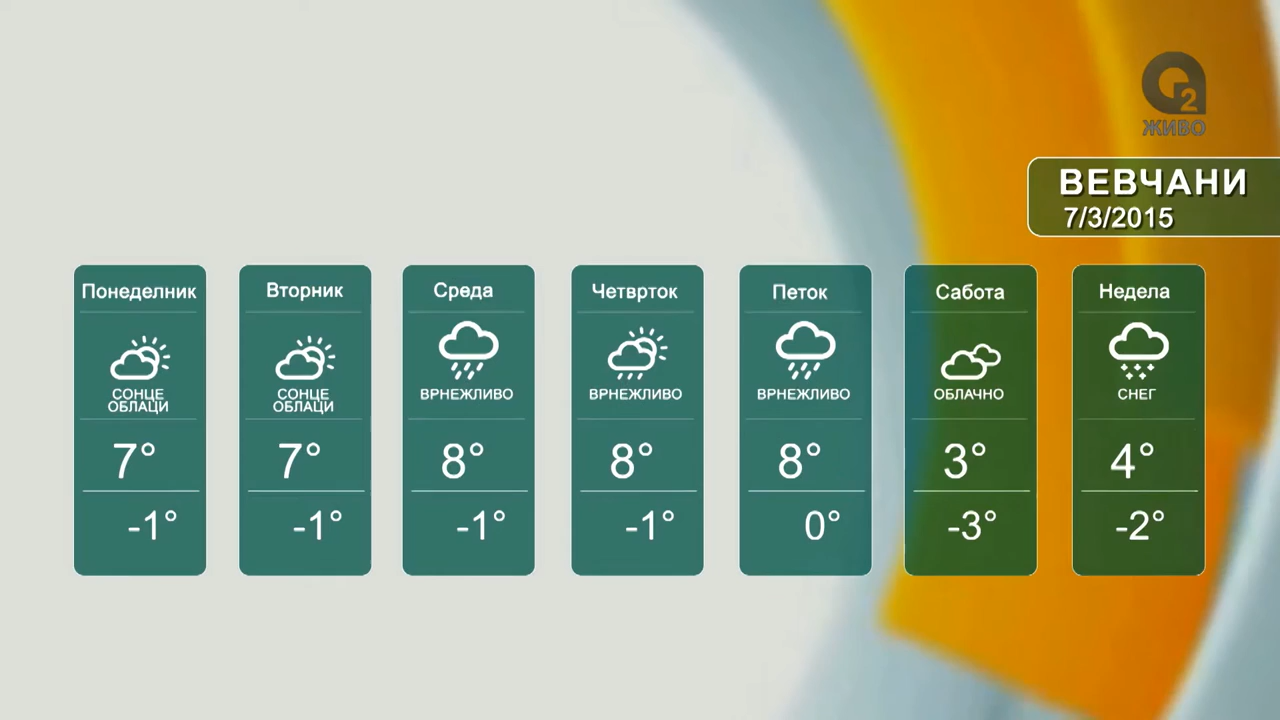 2
ЖИВО
ВЕВЧАНИ
7/3/2015
Понеделник
СОНЦЕ
ОБЛАЦИ
7°
-1°
Вторник
СОНЦЕ
ОБЛАЦИ
7°
-1°
Среда
ВРНЕЖЛИВО
8°
-1°
Четврток
ВРНЕЖЛИВО
8°
-1°
Петок
ВРНЕЖЛИВО
8°
0°
Сабота
ОБЛАЧНО
3°
-3°
Недела
СНЕГ
4°
-2°